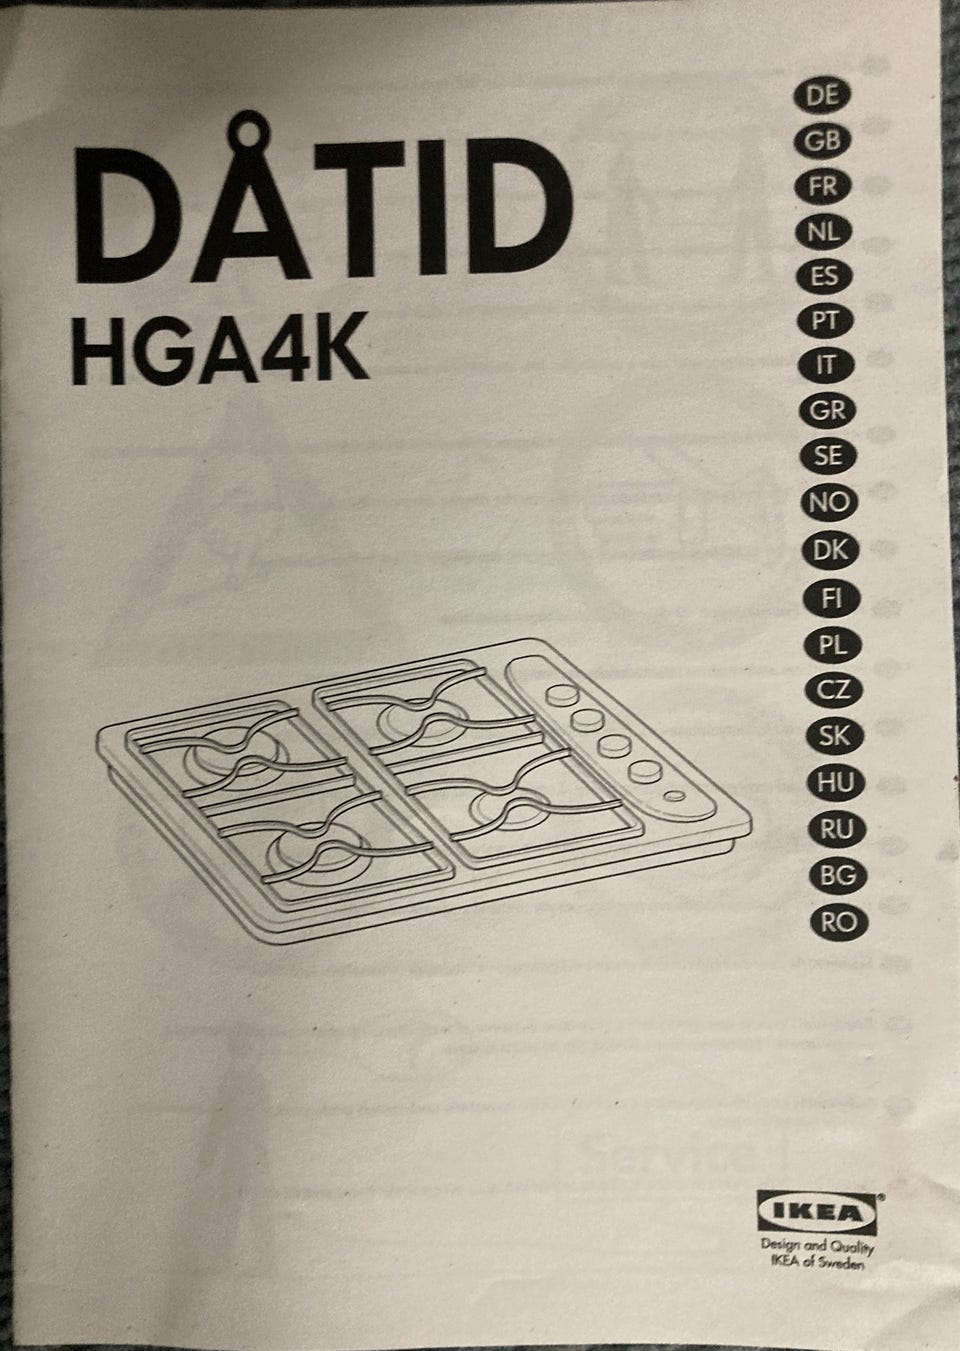 DÅTID
HGA4K
DE
GB
FR
NL
ES
PT
IT
GR
SE
NO
DK
FI
PL
CZ
SK
HU
RU
BG
RO
Service
IKEA®
Design and Quality
IKEA of Sweden